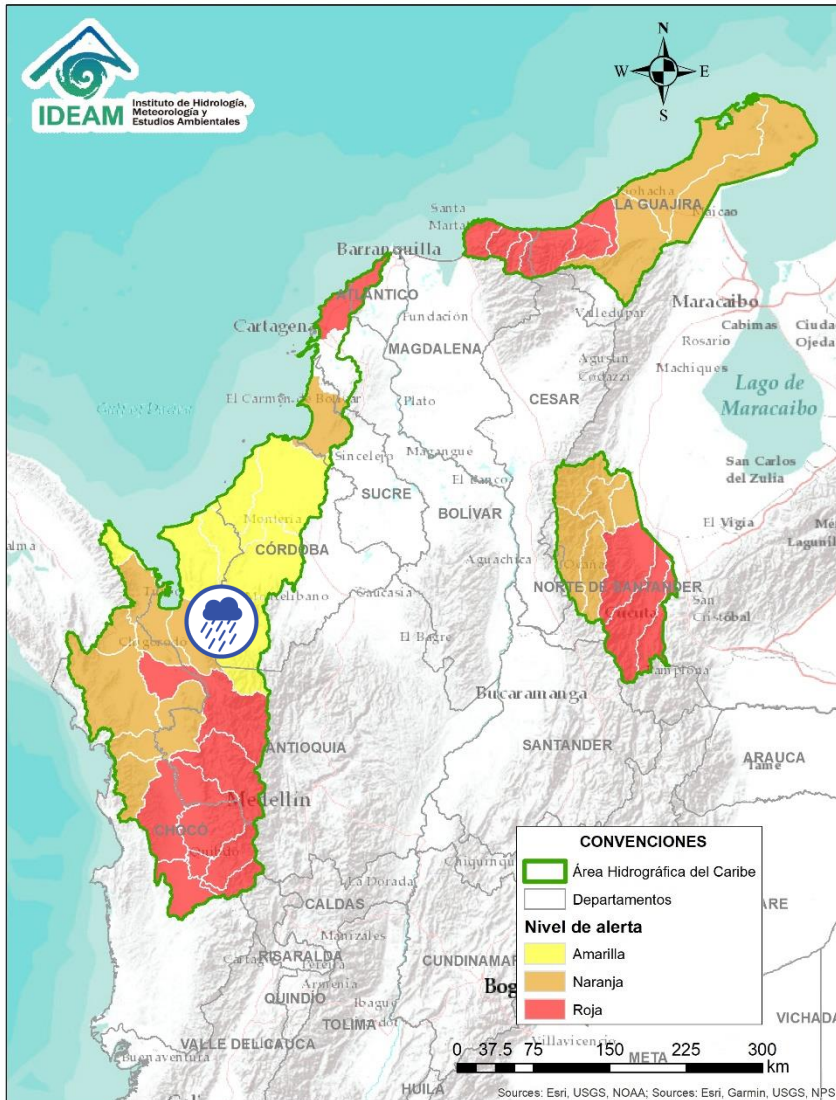 IDEAM
Instituto de Hidrología,
Meteorología y
Estudios Ambientales
N
W E
S
LA GUAJIRA
Maicao
Santa
Marta
Barranquilla
ATLÁNTICO
Maracaibo
Cartagena
Fundación
Valledupar
Cabimas
Ciudad
Ojeda
Rosario
MAGDALENA
Machiques
Agustín
Codazzi
CESAR
Lago de
Maracaibo
El Carmen de Bolívar
Plato
Sincelejo
Magangué
San Carlos
del Zulia
SUCRE
El Banco
Montería
BOLÍVAR
El Vigía
CÓRDOBA
Aguachica
Ocaña
NORTE DE SANTANDER
Caucasia
San
Cristóbal
Cúcuta
El Bagre
Pamplona
Bucaramanga
ANTIOQUIA
SANTANDER
ARAUCA
Tame
Medellín
CHOCÓ
Quibdó
La Dorada
CALDAS
Manizales
RISARALDA
Pereira
Armenia
QUINDÍO
Ibagué
TOLIMA
Bog
VALLE DEL CAUCA
Buenaventura
Villavicencio
META
VICHADA
HUILA
CONVENCIONES
Área Hidrográfica del Caribe
Departamentos
Nivel de alerta
Amarilla
Naranja
Roja
0 37.5 75 150 225 300
km
Sources: Esri, USGS, NOAA; Sources: Esri, Garmin, USGS, NPS